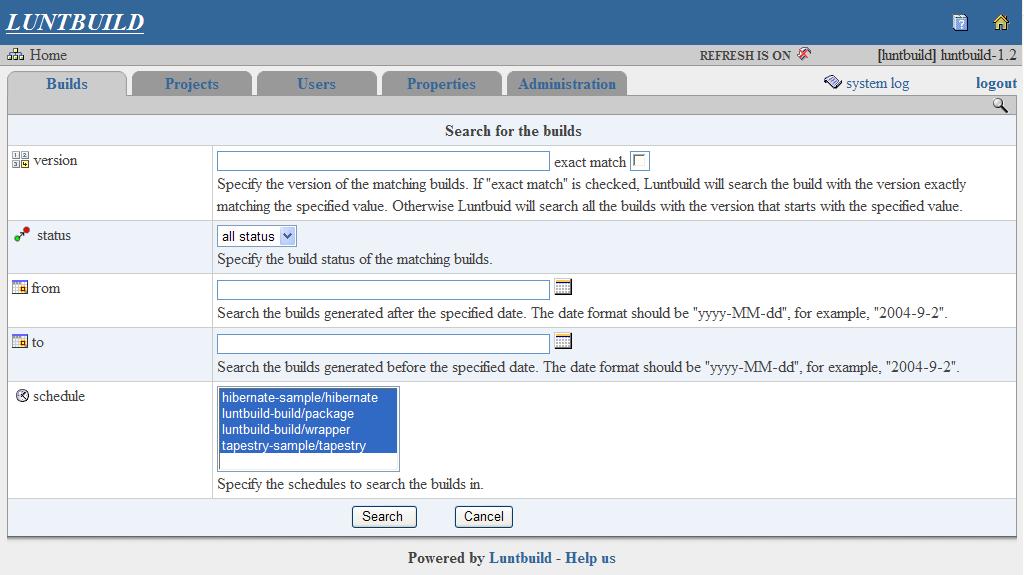 LUNTBUILD
Home REFRESH IS ON [luntbuild] luntbuild-1.2
Builds Projects Users Properties Administration system log logout
Search for the builds
version exact match
Specify the version of the matching builds. If "exact match" is checked, Luntbuild will search the build with the version exactly
matching the specified value. Otherwise Luntbuid will search all the builds with the version that starts with the specified value.
status all status
Specify the build status of the matching builds.
from
Search the builds generated after the specified date. The date format should be "yyyy-MM-dd", for example, "2004-9-2".
to
Search the builds generated before the specified date. The date format should be "yyyy-MM-dd", for example, "2004-9-2".
schedule
hibernate-sample/hibernate
luntbuild-build/package
luntbuild-build/wrapper
tapestry-sample/tapestry
Specify the schedules to search the builds in.
Search Cancel
Powered by Luntbuild - Help us